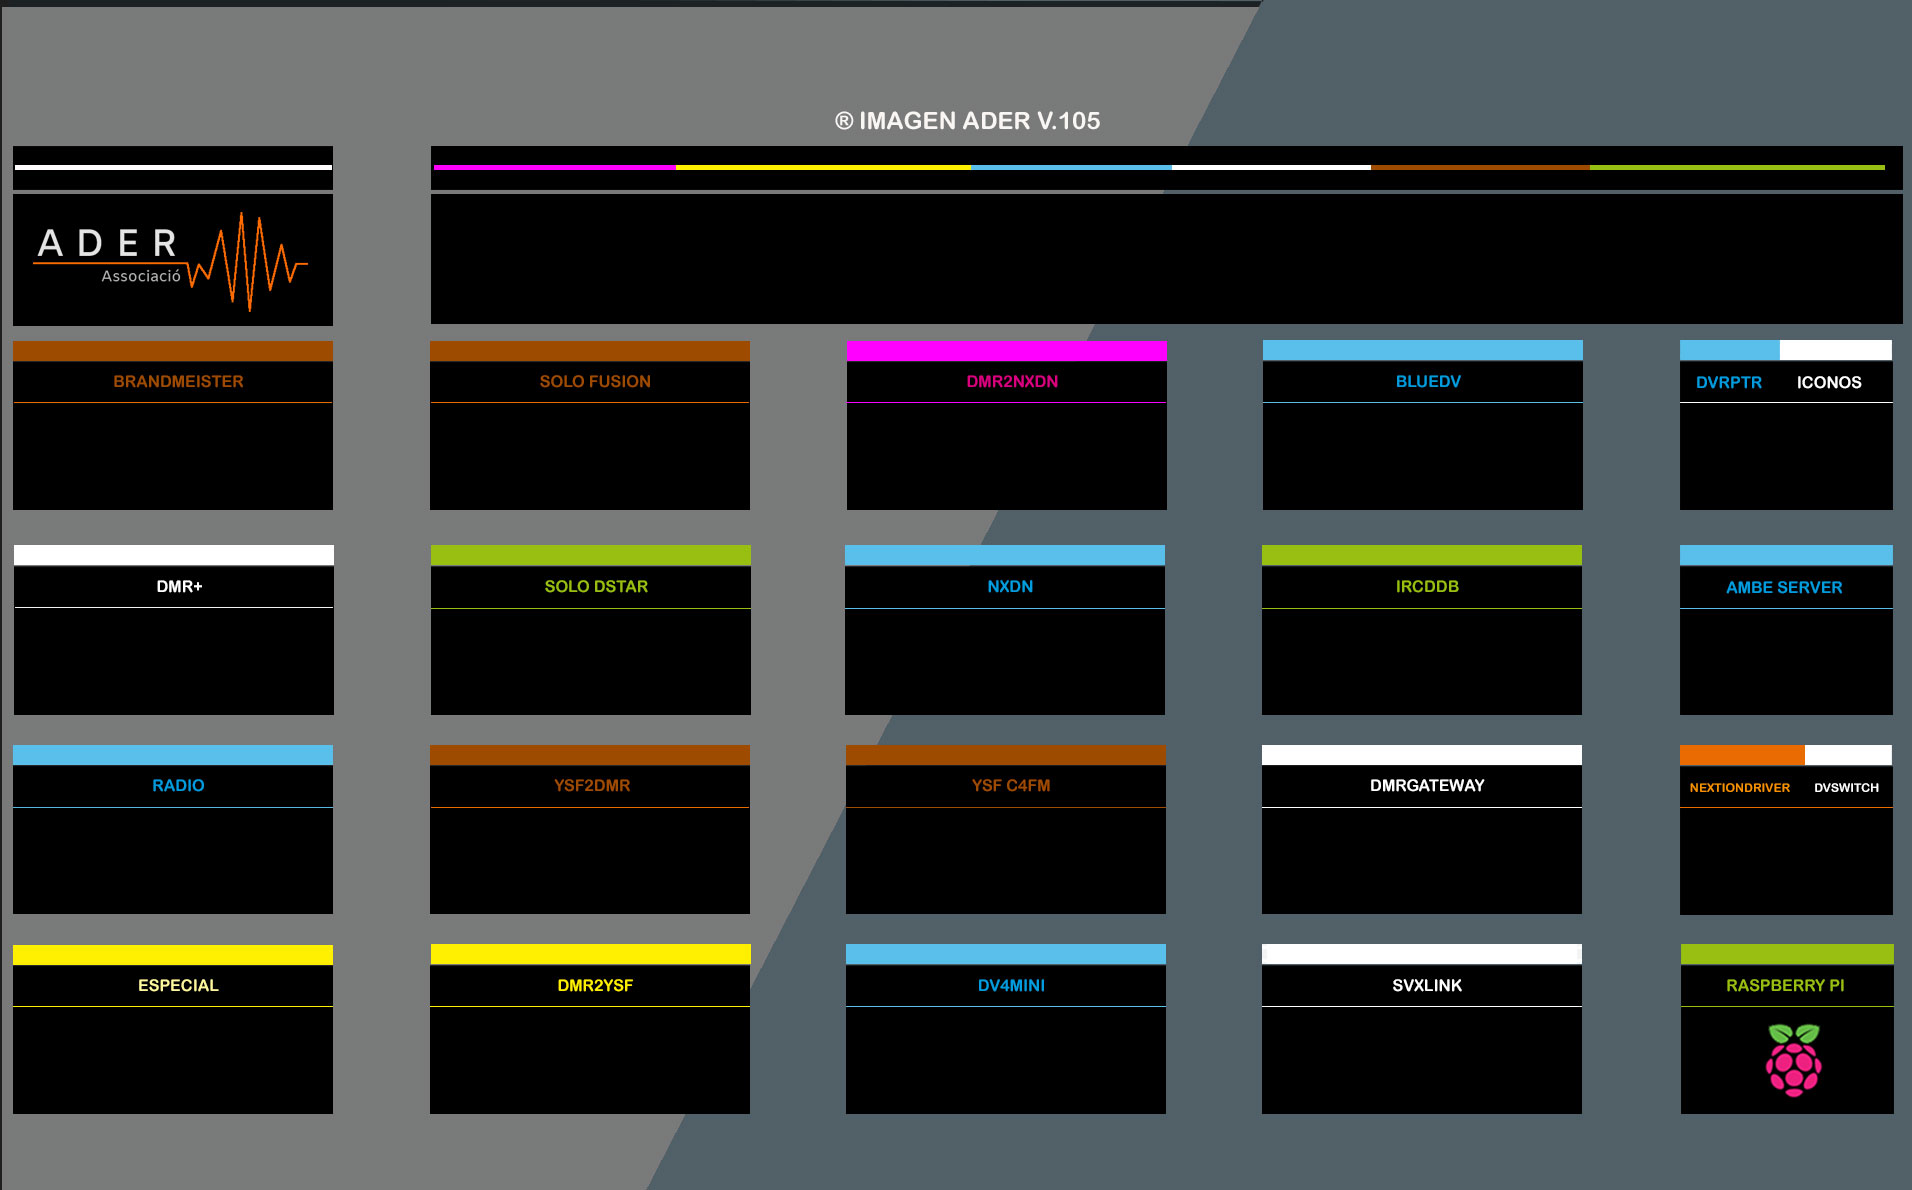 ® IMAGEN ADER V.105
ADER
Associació
BRANDMEISTER
SOLO FUSION
DMR2NXDN
BLUEDV
DVRPTR
ICONOS
DMR+
SOLO DSTAR
NXDN
IRCDDB
AMBE SERVER
RADIO
YSF2DMR
YSF C4FM
DMRGATEWAY
NEXTIONDRIVER
DVSWITCH
ESPECIAL
DMR2YSF
DV4MINI
SVXLINK
RASPBERRY PI